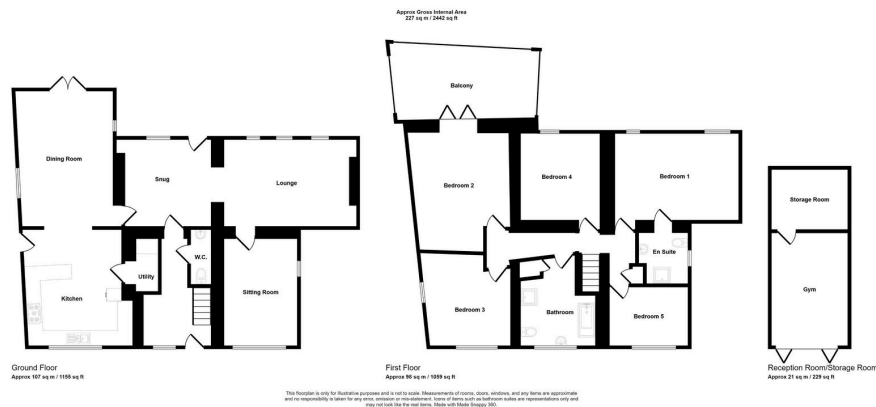 Approx Gross Internal Area
227 sq m / 2442 sq ft
Balcony
Dining Room
Snug
Lounge
Bedroom 2
Bedroom 4
Bedroom 1
Storage Room
W.C.
En Suite
Utility
Sitting Room
Kitchen
Bedroom 3
Bathroom
Bedroom 5
Gym
Ground Floor
Approx 107 sq m / 1155 sq ft
First Floor
Approx 98 sq m / 1059 sq ft
Reception Room/Storage Room
Approx 21 sq m / 229 sq ft
This floorplan is only for illustrative purposes and is not to scale. Measurements of rooms, doors, windows, and any items are approximate
and no responsibility is taken for any error, omission or mis-statement. Icons of items such as bathroom suites are representations only and
may not look like the real items. Made with Made Snappy 360.